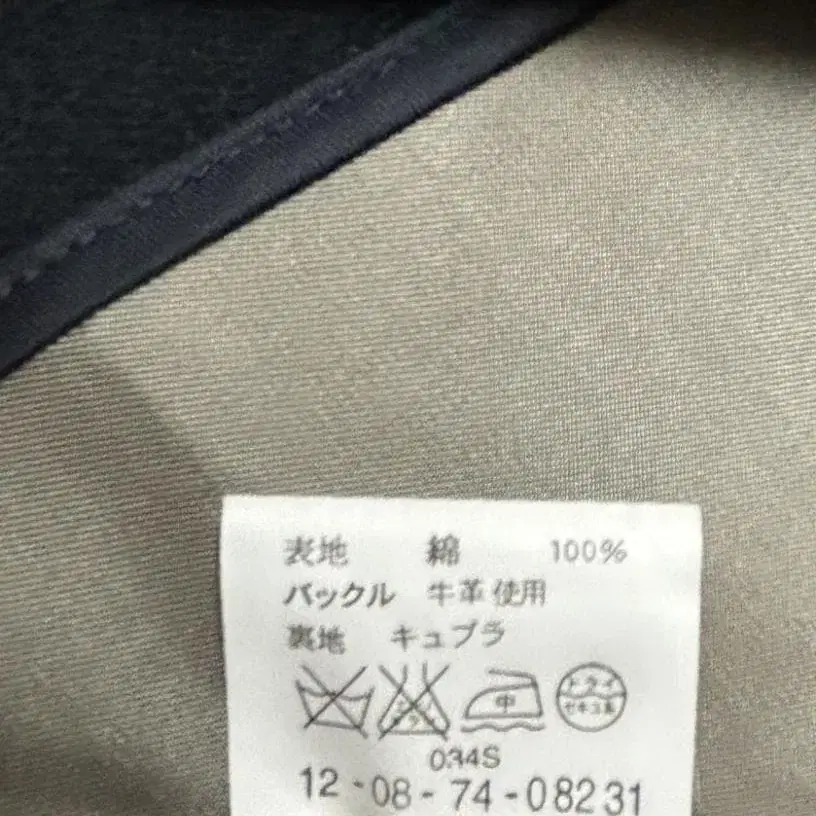 表地 綿 100%
バックル 牛革使用
裏地 キュプラ
中 ドライ
セキユ系
034S
12-08-74-08231